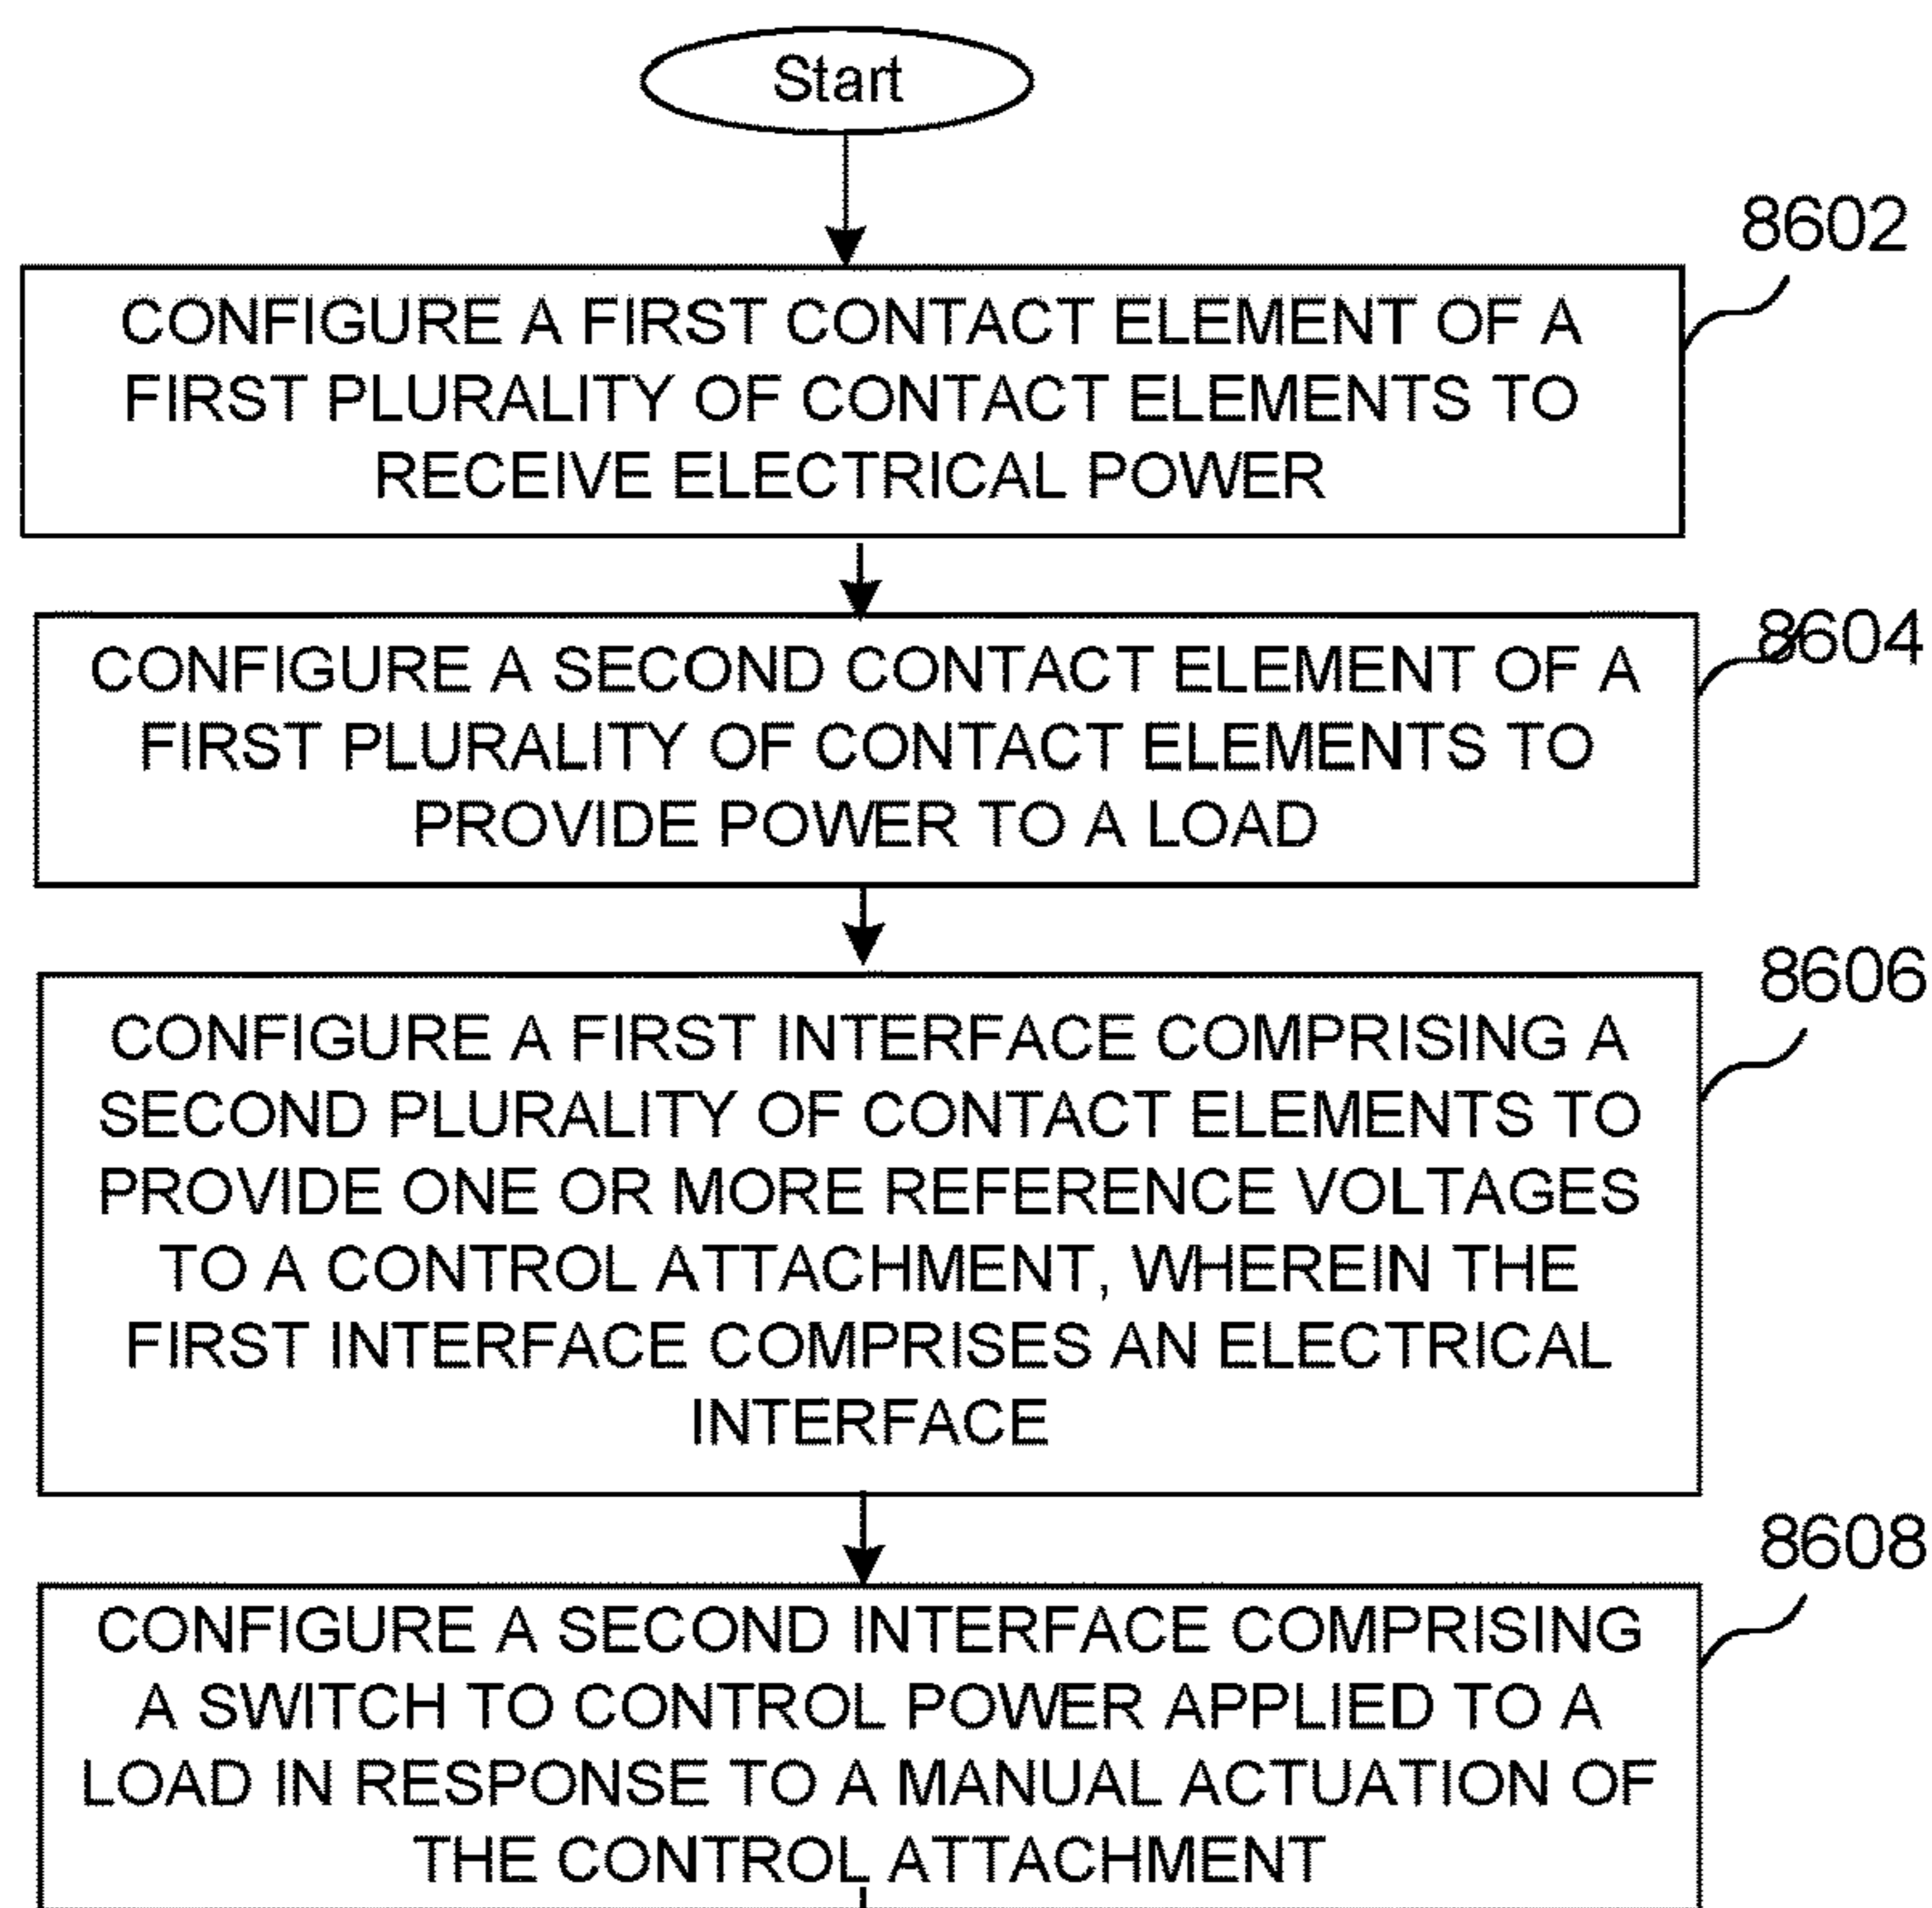 Start
8602
CONFIGURE A FIRST CONTACT ELEMENT OF A
FIRST PLURALITY OF CONTACT ELEMENTS TO
RECEIVE ELECTRICAL POWER
8604
CONFIGURE A SECOND CONTACT ELEMENT OF A
FIRST PLURALITY OF CONTACT ELEMENTS TO
PROVIDE POWER TO A LOAD
8606
CONFIGURE A FIRST INTERFACE COMPRISING A
SECOND PLURALITY OF CONTACT ELEMENTS TO
PROVIDE ONE OR MORE REFERENCE VOLTAGES
TO A CONTROL ATTACHMENT, WHEREIN THE
FIRST INTERFACE COMPRISES AN ELECTRICAL
INTERFACE
8608
CONFIGURE A SECOND INTERFACE COMPRISING
A SWITCH TO CONTROL POWER APPLIED TO A
LOAD IN RESPONSE TO A MANUAL ACTUATION OF
THE CONTROL ATTACHMENT